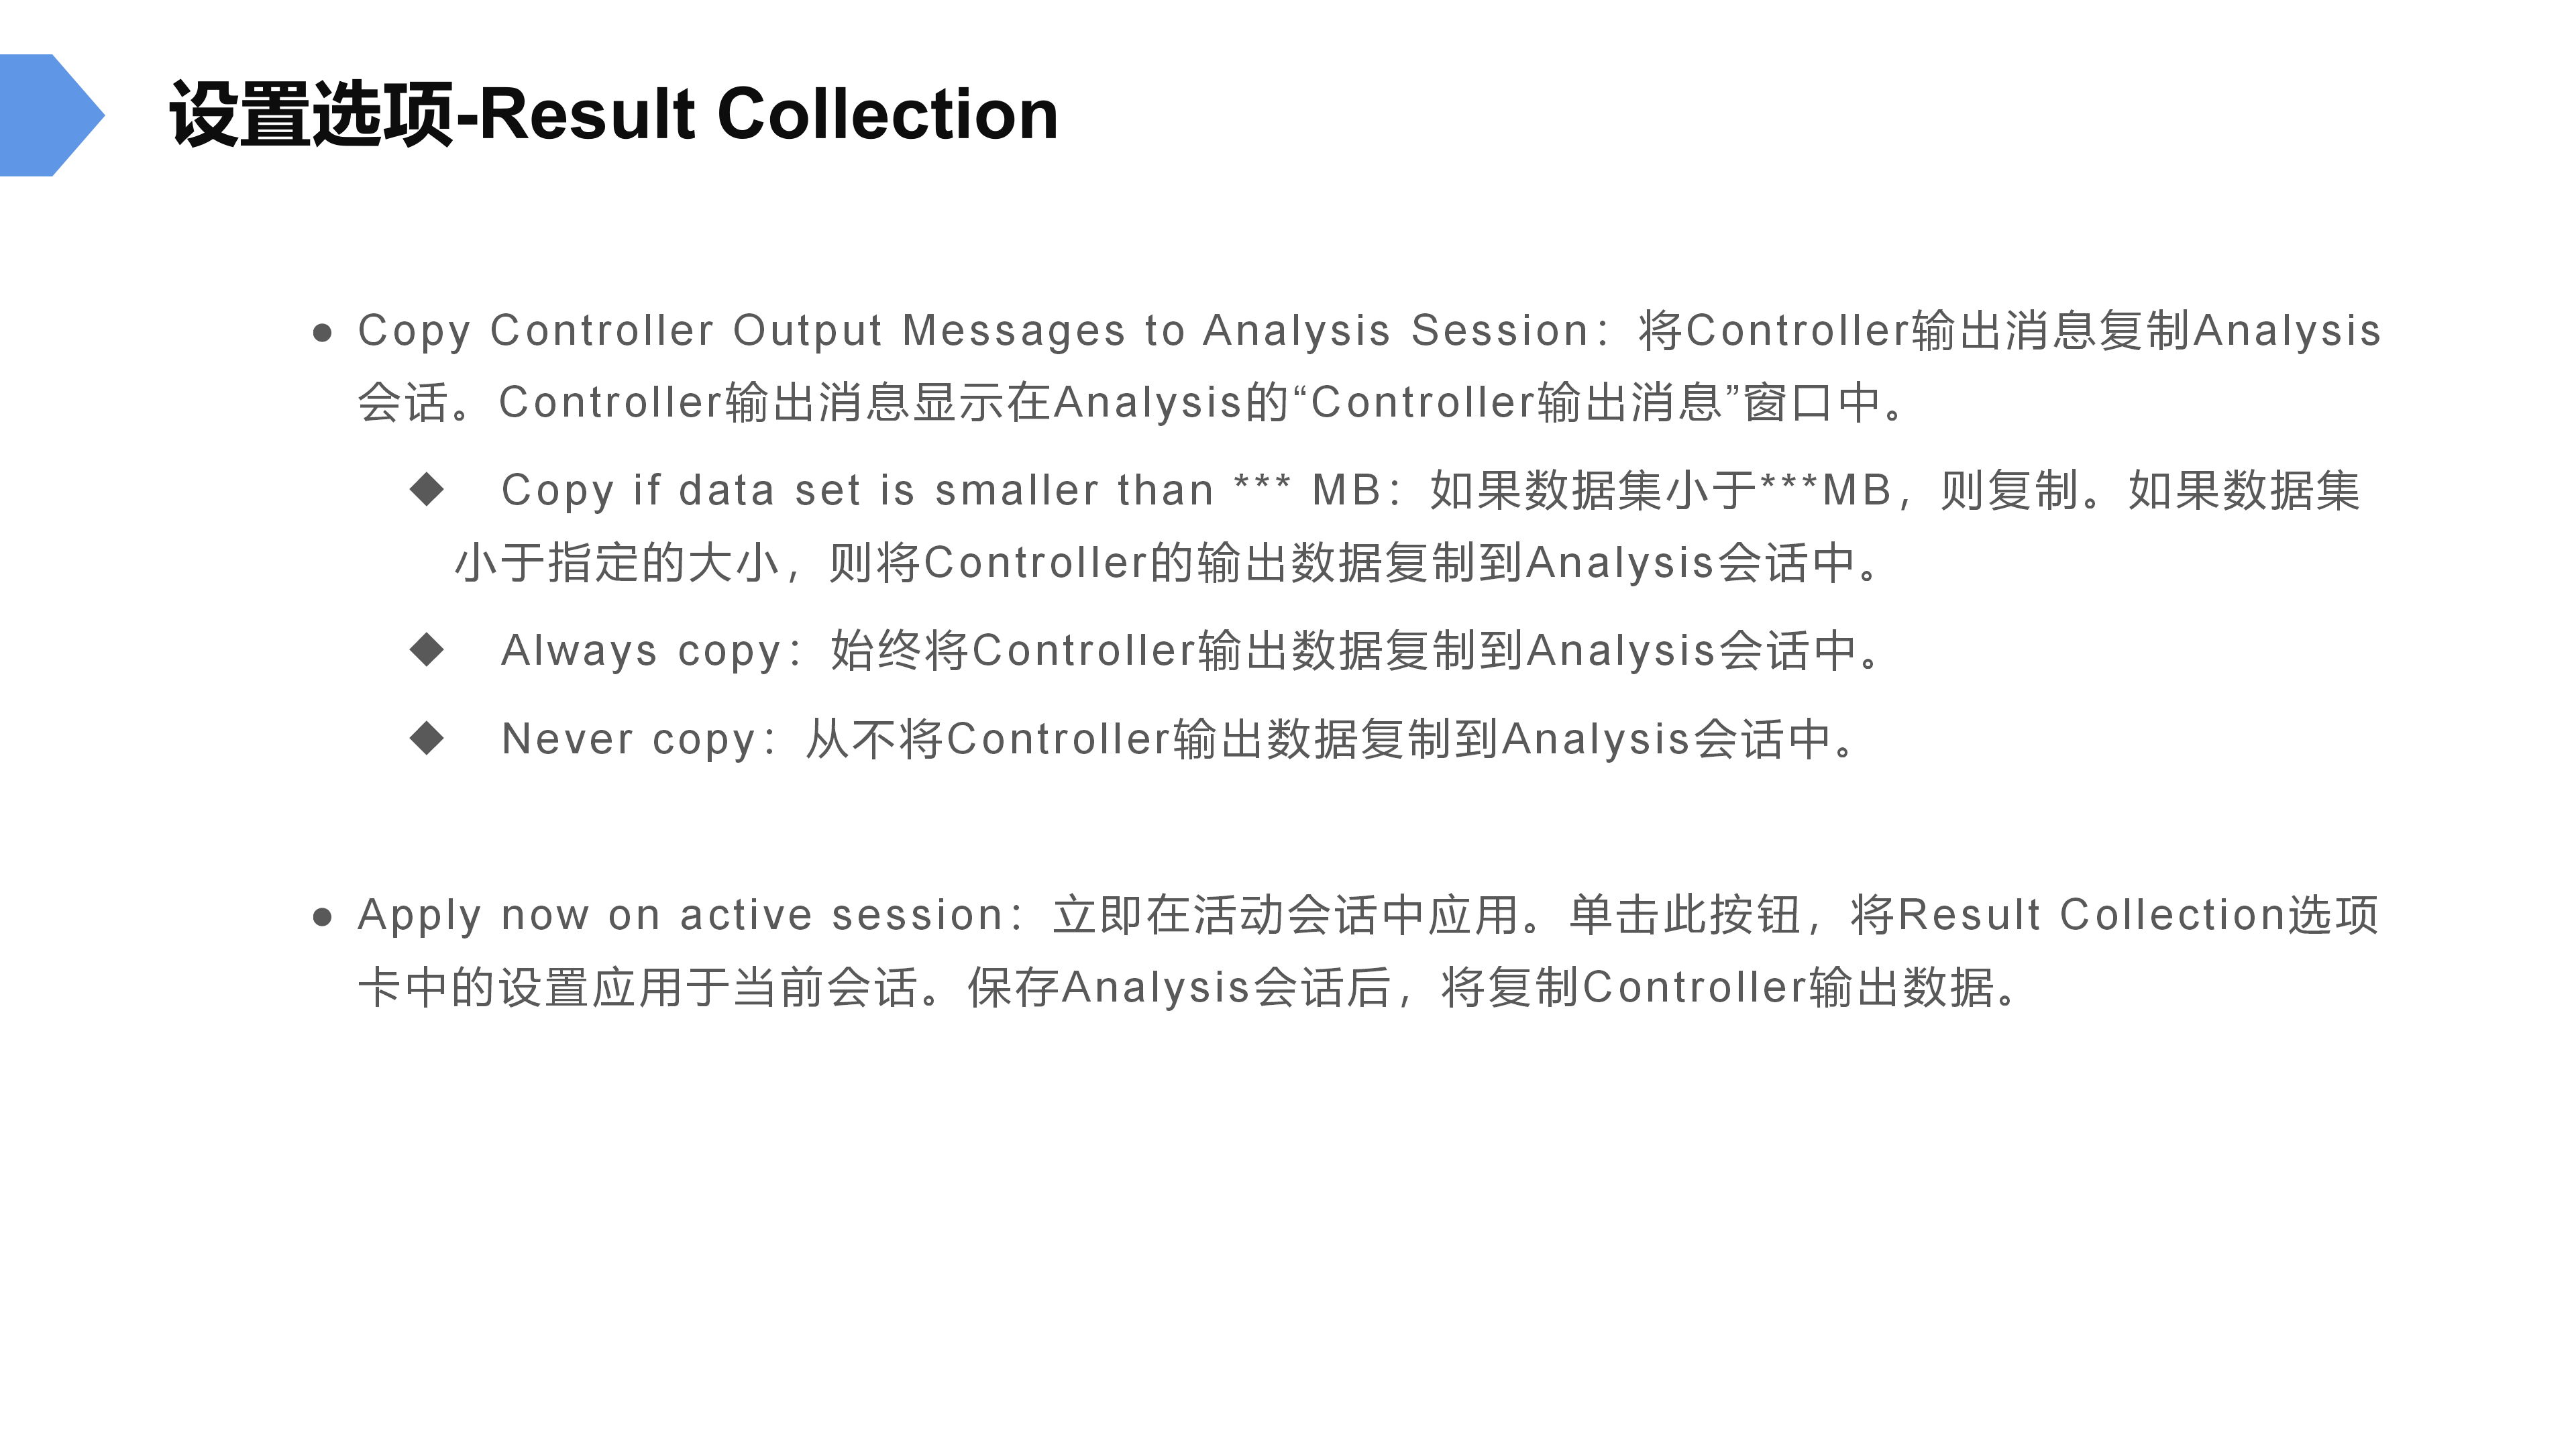 设置选项-Result Collection
● Copy Controller Output Messages to Analysis Session：将Controller输出消息复制Analysis
会话。Controller输出消息显示在Analysis的“Controller输出消息”窗口中。
◆ Copy if data set is smaller than *** MB：如果数据集小于***MB，则复制。如果数据集
小于指定的大小，则将Controller的输出数据复制到Analysis会话中。
◆ Always copy：始终将Controller输出数据复制到Analysis会话中。
◆ Never copy：从不将Controller输出数据复制到Analysis会话中。
● Apply now on active session：立即在活动会话中应用。单击此按钮，将Result Collection选项
卡中的设置应用于当前会话。保存Analysis会话后，将复制Controller输出数据。